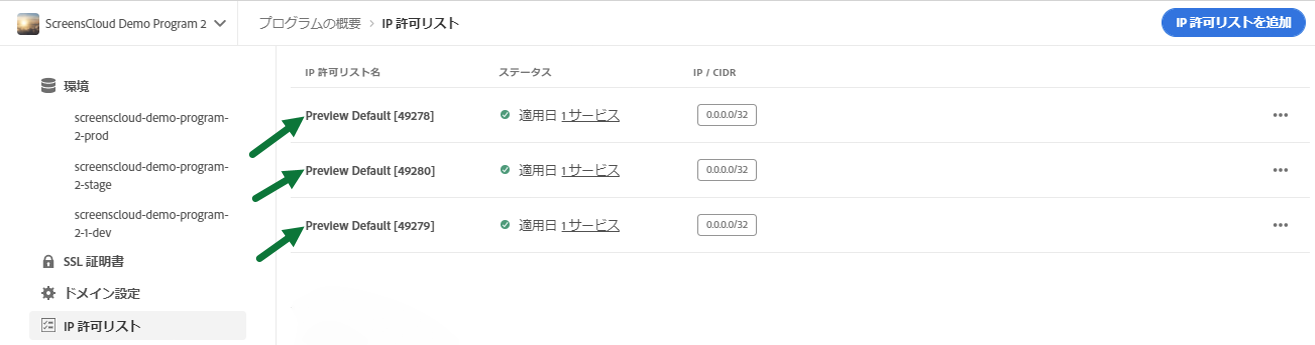 ScreensCloud Demo Program 2
プログラムの概要 > IP 許可リスト
IP 許可リストを追加
環境
screenscloud-demo-program-
2-prod
screenscloud-demo-program-
2-stage
screenscloud-demo-program-
2-1-dev
SSL 証明書
ドメイン設定
IP 許可リスト
IP 許可リスト名 ステータス IP / CIDR
Preview Default [49278] 適用日 1 サービス 0.0.0.0/32
Preview Default [49280] 適用日 1 サービス 0.0.0.0/32
Preview Default [49279] 適用日 1 サービス 0.0.0.0/32